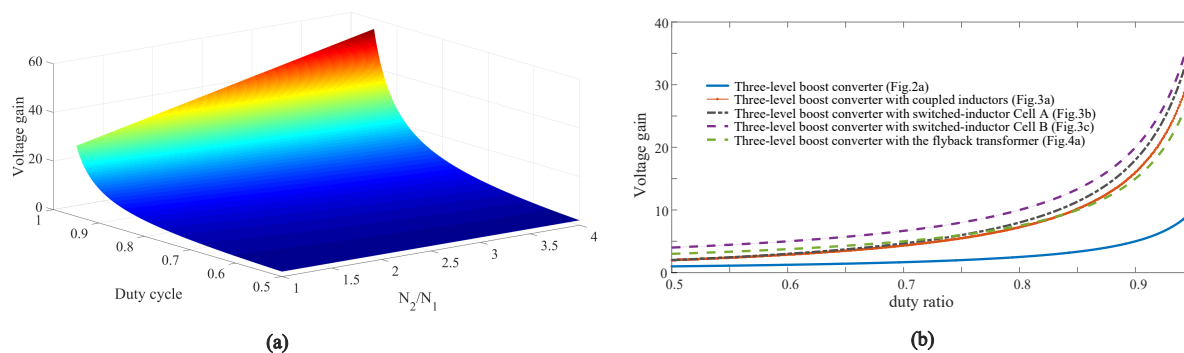 60
40
20
0
Voltage gain
1
0.9
0.8
0.7
0.6
0.5
Duty cycle
1
1.5
2
2.5
3
3.5
4
N2/N1
(a)
40
30
20
10
0
Voltage gain
Three-level boost converter (Fig.2a)
Three-level boost converter with coupled inductors (Fig.3a)
Three-level boost converter with switched-inductor Cell A (Fig.3b)
Three-level boost converter with switched-inductor Cell B (Fig.3c)
Three-level boost converter with the flyback transformer (Fig.4a)
0.5 0.6 0.7 0.8 0.9
duty ratio
(b)